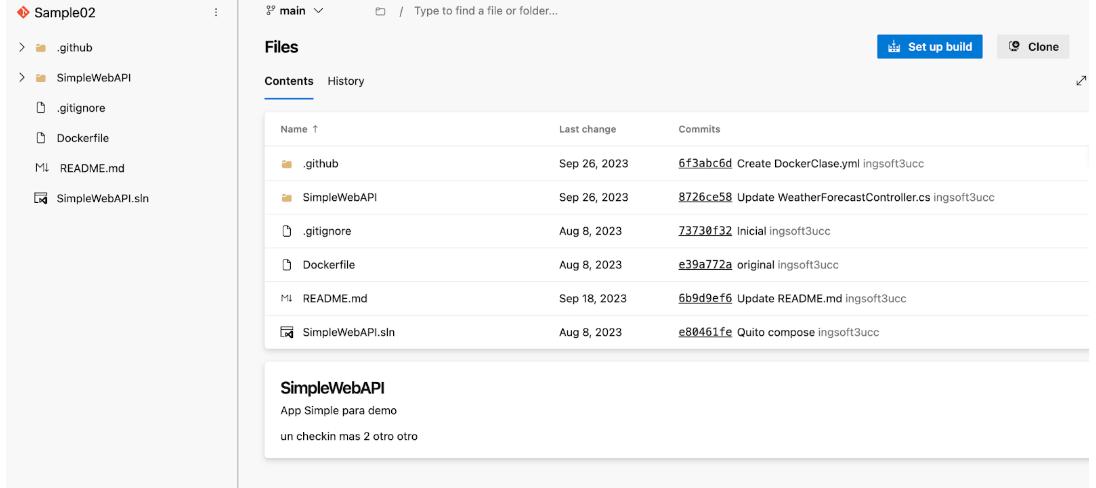 Sample02
.github
SimpleWebAPI
.gitignore
Dockerfile
README.md
SimpleWebAPI.sln
main / Type to find a file or folder...
Files
Set up build Clone
Contents History
Name ↑ Last change Commits
.github Sep 26, 2023 6f3abc6d Create DockerClase.yml ingsoft3ucc
SimpleWebAPI Sep 26, 2023 8726ce58 Update WeatherForecastController.cs ingsoft3ucc
.gitignore Aug 8, 2023 73730f32 Inicial ingsoft3ucc
Dockerfile Aug 8, 2023 e39a772a original ingsoft3ucc
README.md Sep 18, 2023 6b9d9ef6 Update README.md ingsoft3ucc
SimpleWebAPI.sln Aug 8, 2023 e80461fe Quito compose ingsoft3ucc
SimpleWebAPI
App Simple para demo
un checkin mas 2 otro otro